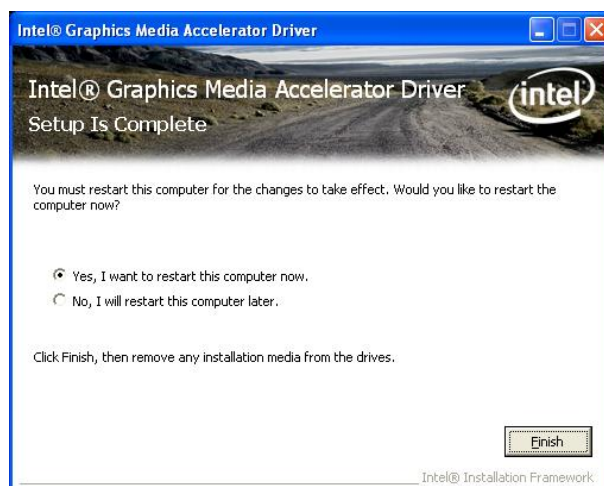 Intel® Graphics Media Accelerator Driver
Intel® Graphics Media Accelerator Driver
intel
Setup Is Complete
You must restart this computer for the changes to take effect. Would you like to restart the
computer now?
Yes, I want to restart this computer now.
No, I will restart this computer later.
Click Finish, then remove any installation media from the drives.
Finish
Intel® Installation Framework